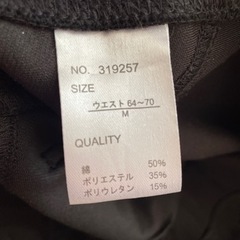 NO. 319257
SIZE
ウエスト 64〜70
M
QUALITY
綿 50%
ポリエステル 35%
ポリウレタン 15%